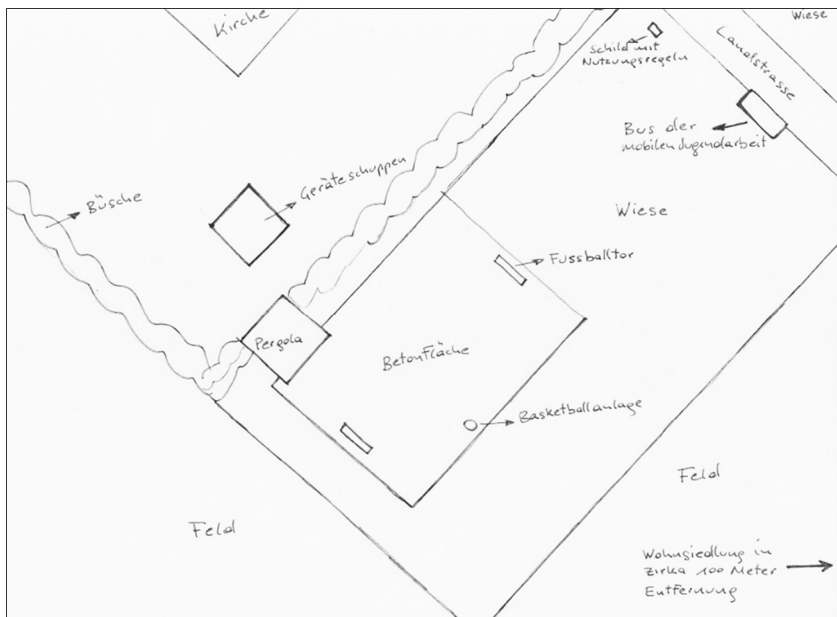 Kirche
Wiese
Schild mit
Nutzungsregeln
Landstrasse
Bus der
mobilen Jugendarbeit
Büsche
Geräteschuppen
Wiese
Fussballtor
Pergola
Betonfläche
Basketballanlage
Feld
Feld
Wohnsiedlung in
zirka 100 Meter
Entfernung